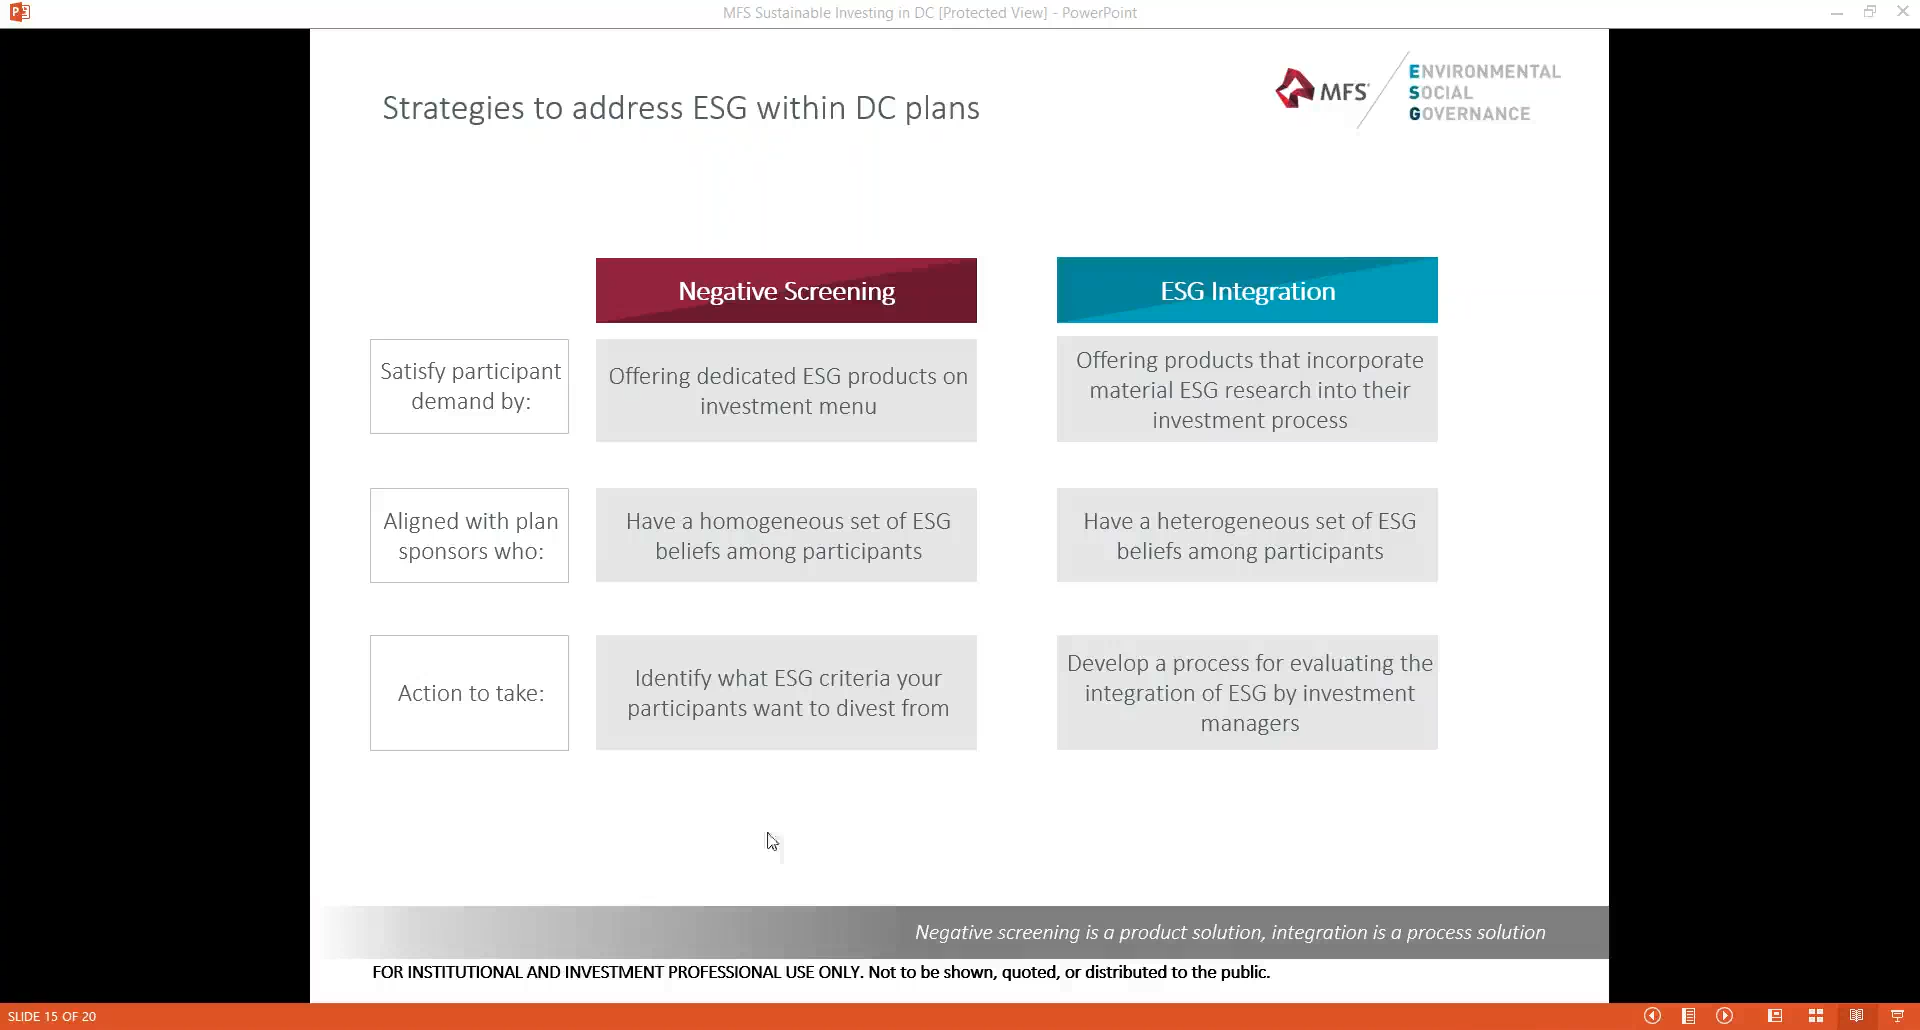 MFS Sustainable Investing in DC [Protected View] - PowerPoint
Strategies to address ESG within DC plans
MFS®
ENVIRONMENTAL
SOCIAL
GOVERNANCE
Negative Screening
ESG Integration
Satisfy participant
demand by:
Offering dedicated ESG products on
investment menu
Offering products that incorporate
material ESG research into their
investment process
Aligned with plan
sponsors who:
Have a homogeneous set of ESG
beliefs among participants
Have a heterogeneous set of ESG
beliefs among participants
Action to take:
Identify what ESG criteria your
participants want to divest from
Develop a process for evaluating the
integration of ESG by investment
managers
Negative screening is a product solution, integration is a process solution
FOR INSTITUTIONAL AND INVESTMENT PROFESSIONAL USE ONLY. Not to be shown, quoted, or distributed to the public.
SLIDE 15 OF 20